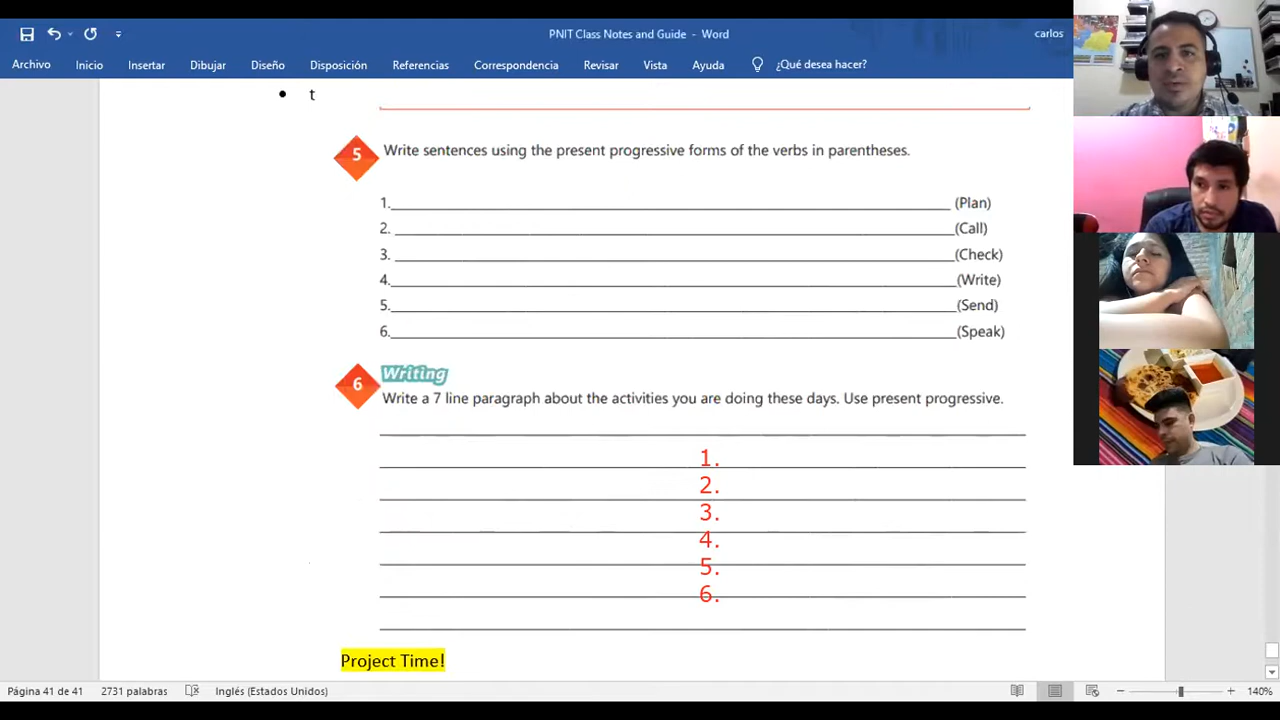 PNIT Class Notes and Guide - Word
carlos
Archivo Inicio Insertar Dibujar Diseño Disposición Referencias Correspondencia Revisar Vista Ayuda ¿Qué desea hacer?
t
5 Write sentences using the present progressive forms of the verbs in parentheses.
1. (Plan)
2. (Call)
3. (Check)
4. (Write)
5. (Send)
6. (Speak)
6 Writing
Write a 7 line paragraph about the activities you are doing these days. Use present progressive.
1.
2.
3.
4.
5.
6.
Project Time!
Página 41 de 41 2731 palabras Inglés (Estados Unidos) 140%